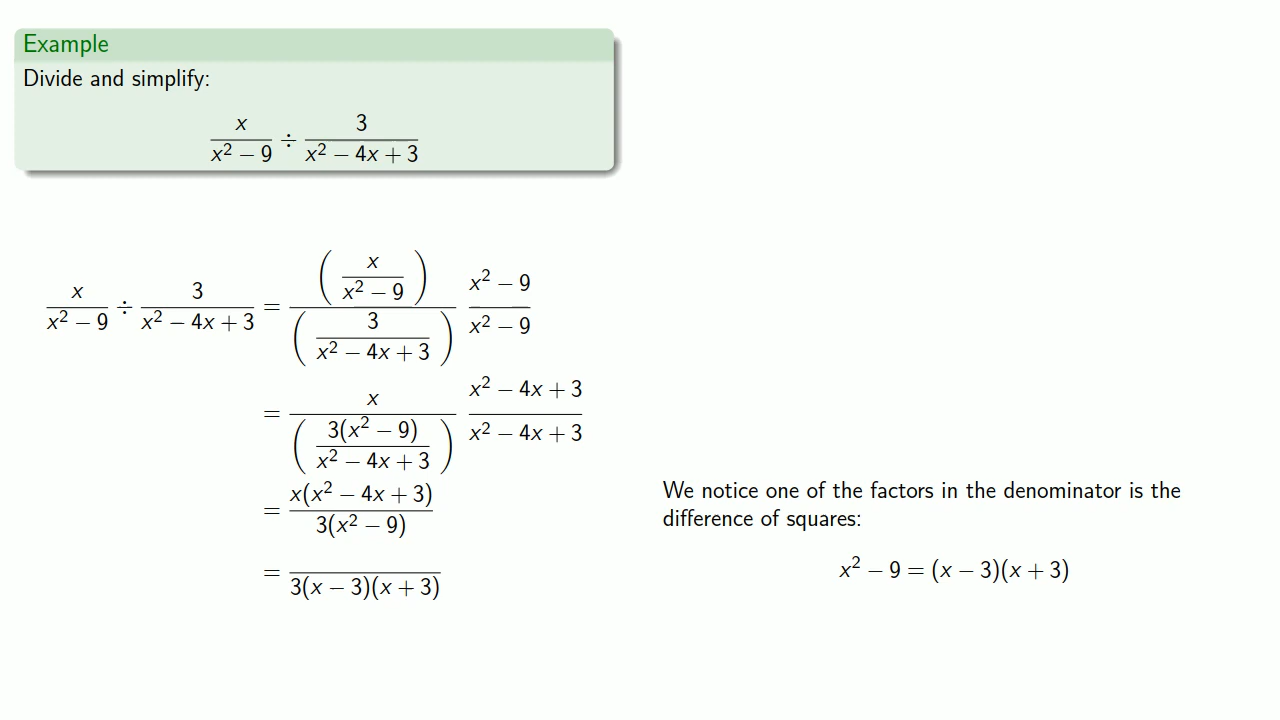 Example
Divide and simplify:
x/(x² − 9) ÷ 3/(x² − 4x + 3)
x/(x² − 9) ÷ 3/(x² − 4x + 3) = (x/(x² − 9))/(3/(x² − 4x + 3)) (x² − 9)/(x² − 9)
= x/(3(x² − 9)/(x² − 4x + 3)) (x² − 4x + 3)/(x² − 4x + 3)
= x(x² − 4x + 3)/3(x² − 9)
= /3(x − 3)(x + 3)
We notice one of the factors in the denominator is the
difference of squares:
x² − 9 = (x − 3)(x + 3)